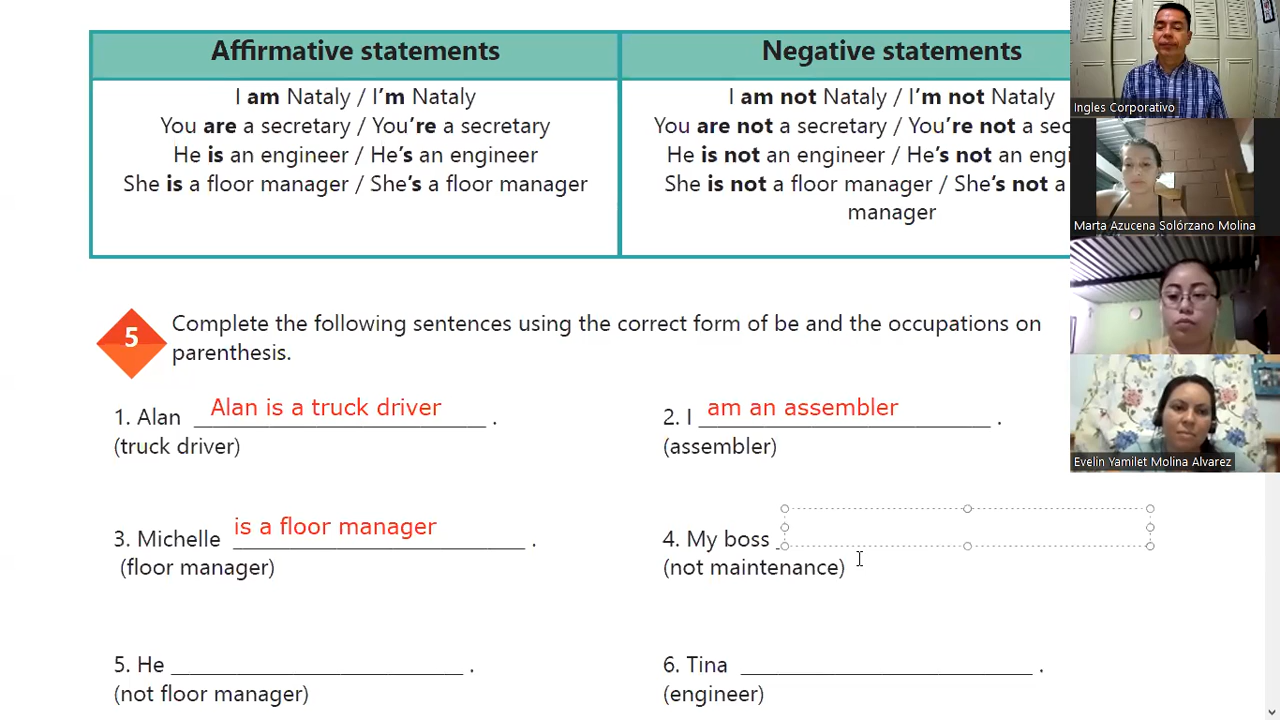 Affirmative statements
I am Nataly / I'm Nataly
You are a secretary / You're a secretary
He is an engineer / He's an engineer
She is a floor manager / She's a floor manager
Negative statements
I am not Nataly / I'm not Nataly
You are not a secretary / You're not a sec
He is not an engineer / He's not an engi
She is not a floor manager / She's not a
manager
5
Complete the following sentences using the correct form of be and the occupations on
parenthesis.
1. Alan Alan is a truck driver .
(truck driver)
2. I am an assembler .
(assembler)
3. Michelle is a floor manager .
(floor manager)
4. My boss
(not maintenance)
5. He .
(not floor manager)
6. Tina .
(engineer)
Ingles Corporativo
Marta Azucena Solórzano Molina
Evelin Yamilet Molina Alvarez